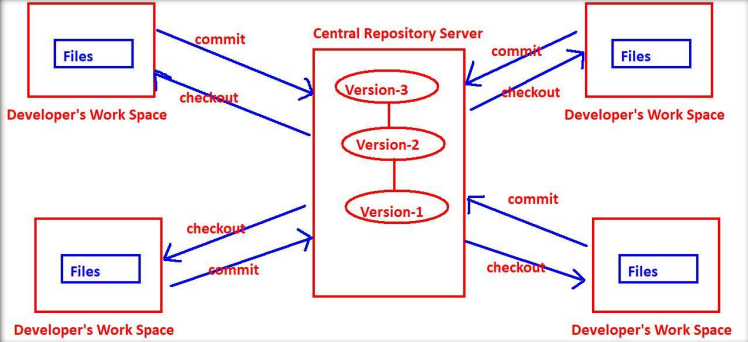 commit
Central Repository Server
commit
Files
Files
Version-3
checkout
checkout
Developer's Work Space
Developer's Work Space
Version-2
Version-1
commit
checkout
Files
commit
checkout
Files
Developer's Work Space
Developer's Work Space